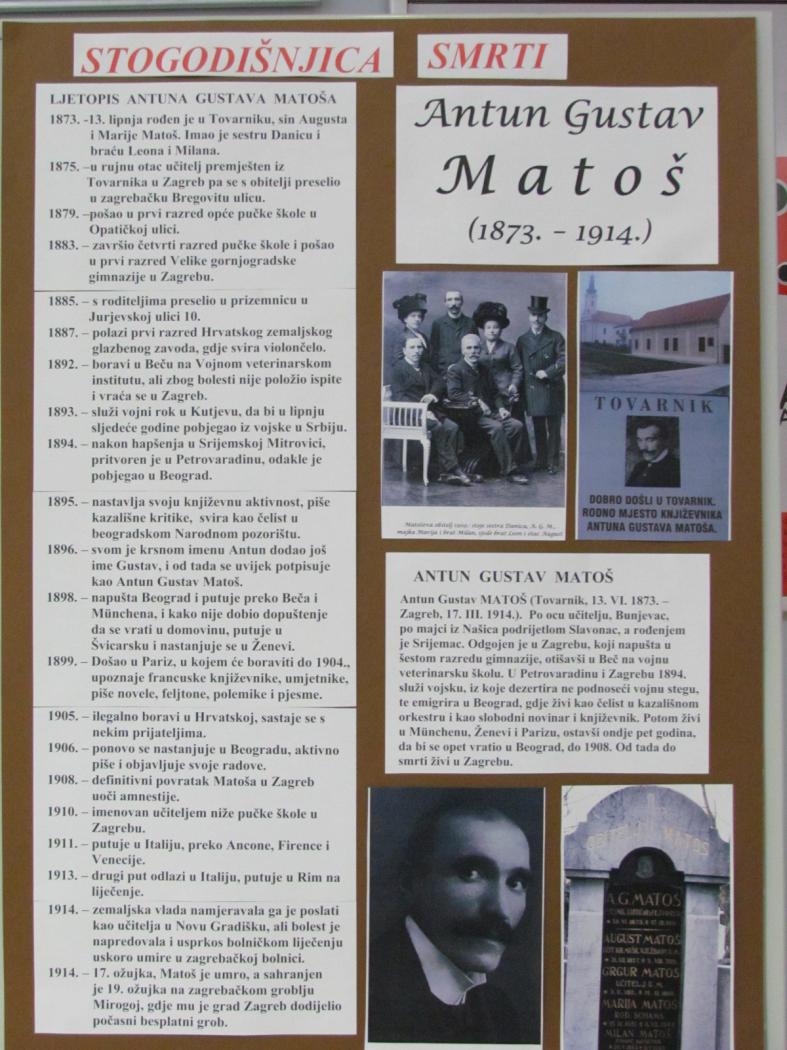 STOGODIŠNJICA SMRTI
LJETOPIS ANTUNA GUSTAVA MATOŠA
1873. -13. lipnja rođen je u Tovarniku, sin Augusta
i Marije Matoš. Imao je sestru Danicu i
braću Leona i Milana.
1875. –u rujnu otac učitelj premješten iz
Tovarnika u Zagreb pa se s obitelji preselio
u zagrebačku Bregovitu ulicu.
1879. –pošao u prvi razred opće pučke škole u
Opatičkoj ulici.
1883. – završio četvrti razred pučke škole i pošao
u prvi razred Velike gornjogradske
gimnazije u Zagrebu.
1885. – s roditeljima preselio u prizemnicu u
Jurjevskoj ulici 10.
1887. – polazi prvi razred Hrvatskog zemaljskog
glazbenog zavoda, gdje svira violončelo.
1892. – boravi u Beču na Vojnom veterinarskom
institutu, ali zbog bolesti nije položio ispite
i vraća se u Zagreb.
1893. – služi vojni rok u Kutjevu, da bi u lipnju
sljedeće godine pobjegao iz vojske u Srbiju.
1894. – nakon hapšenja u Srijemskoj Mitrovici,
pritvoren je u Petrovaradinu, odakle je
pobjegao u Beograd.
1895. – nastavlja svoju književnu aktivnost, piše
kazališne kritike, svira kao čelist u
beogradskom Narodnom pozorištu.
1896. – svom je krsnom imenu Antun dodao još
ime Gustav, i od tada se uvijek potpisuje
kao Antun Gustav Matoš.
1898. – napušta Beograd i putuje preko Beča i
Münchena, i kako nije dobio dopuštenje
da se vrati u domovinu, putuje u
Švicarsku i nastanjuje se u Ženevi.
1899. – Došao u Pariz, u kojem će boraviti do 1904.,
upoznaje francuske književnike, umjetnike,
piše novele, feljtone, polemike i pjesme.
1905. – ilegalno boravi u Hrvatskoj, sastaje se s
nekim prijateljima.
1906. – ponovo se nastanjuje u Beogradu, aktivno
piše i objavljuje svoje radove.
1908. – definitivni povratak Matoša u Zagreb
uoči amnestije.
1910. – imenovan učiteljem niže pučke škole u
Zagrebu.
1911. – putuje u Italiju, preko Ancone, Firence i
Venecije.
1913. – drugi put odlazi u Italiju, putuje u Rim na
liječenje.
1914. – zemaljska vlada namjeravala ga je poslati
kao učitelja u Novu Gradišku, ali bolest je
napredovala i usprkos bolničkom liječenju
uskoro umire u zagrebačkoj bolnici.
1914. – 17. ožujka, Matoš je umro, a sahranjen
je 19. ožujka na zagrebačkom groblju
Mirogoj, gdje mu je grad Zagreb dodijelio
počasni besplatni grob.
Antun Gustav
Matoš
(1873. – 1914.)
Matoševa obitelj 1909.: stoje sestra Danica, A. G. M.,
majka Marija i brat Milan, sjede brat Leon i otac August
TOVARNIK
DOBRO DOŠLI U TOVARNIK,
RODNO MJESTO KNJIŽEVNIKA
ANTUNA GUSTAVA MATOŠA.
ANTUN GUSTAV MATOŠ
Antun Gustav MATOŠ (Tovarnik, 13. VI. 1873. –
Zagreb, 17. III. 1914.). Po ocu učitelju, Bunjevac,
po majci iz Našica podrijetlom Slavonac, a rođenjem
je Srijemac. Odgojen je u Zagrebu, koji napušta u
šestom razredu gimnazije, otišavši u Beč na vojnu
veterinarsku školu. U Petrovaradinu i Zagrebu 1894.
služi vojsku, iz koje dezertira ne podnoseći vojnu stegu,
te emigrira u Beograd, gdje živi kao čelist u kazališnom
orkestru i kao slobodni novinar i književnik. Potom živi
u Münchenu, Ženevi i Parizu, ostavši ondje pet godina,
da bi se opet vratio u Beograd, do 1908. Od tada do
smrti živi u Zagrebu.
OBITELJ MATOŠ
A.G. MATOŠ
AUGUST MATOŠ
GRGUR MATOŠ
UČITELJ
MARIJA MATOŠ
ROĐ. SCHAMS
MILAN MATOŠ